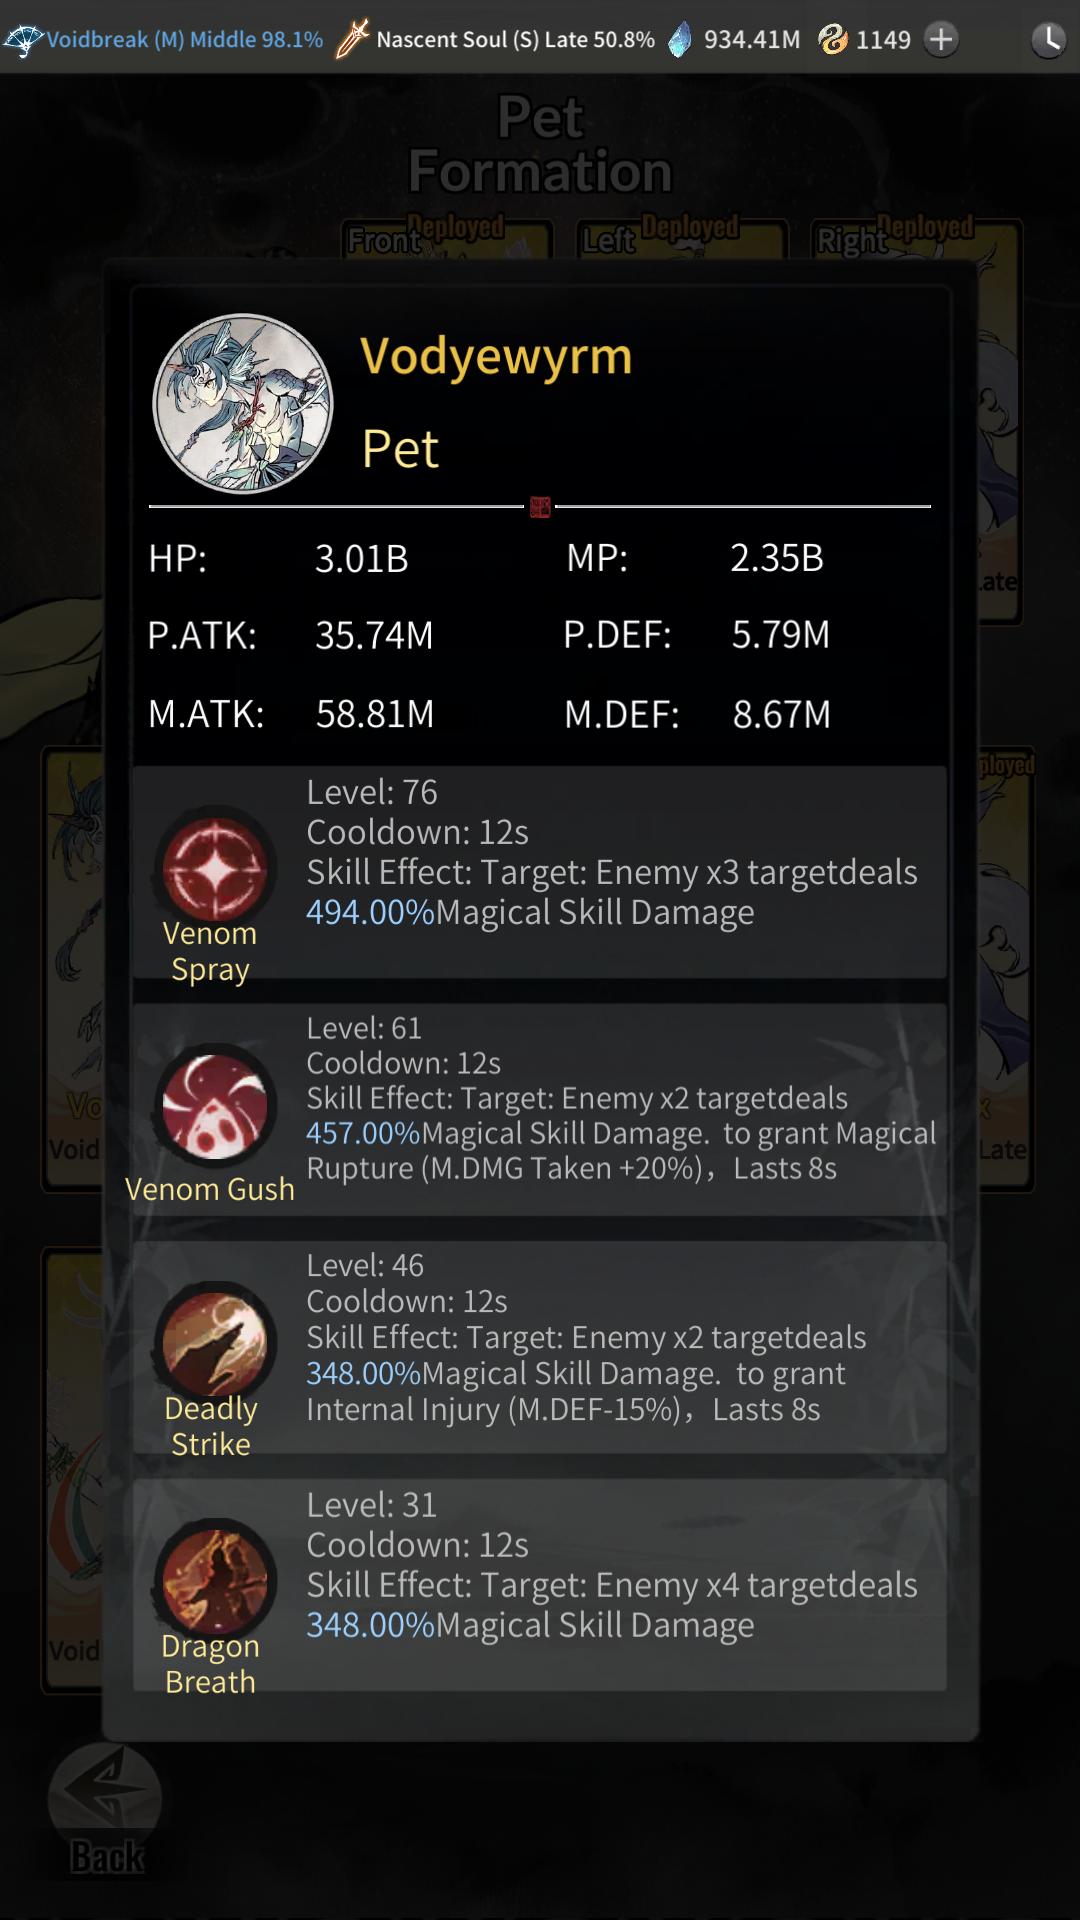 Voidbreak (M) Middle 98.1% Nascent Soul (S) Late 50.8% 934.41M 1149
Pet
Formation
Deployed Deployed Deployed
Front Left Right
Vodyewyrm
Pet
HP: 3.01B MP: 2.35B
Late
P.ATK: 35.74M P.DEF: 5.79M
M.ATK: 58.81M M.DEF: 8.67M
ployed
Level: 76
Cooldown: 12s
Skill Effect: Target: Enemy x3 targetdeals
494.00%Magical Skill Damage
Venom
Spray
Level: 61
Cooldown: 12s
Skill Effect: Target: Enemy x2 targetdeals
457.00%Magical Skill Damage. to grant Magical
Rupture (M.DMG Taken +20%)，Lasts 8s
Venom Gush
Vo x
Void Late
Level: 46
Cooldown: 12s
Skill Effect: Target: Enemy x2 targetdeals
348.00%Magical Skill Damage. to grant
Internal Injury (M.DEF-15%)，Lasts 8s
Deadly
Strike
Level: 31
Cooldown: 12s
Skill Effect: Target: Enemy x4 targetdeals
348.00%Magical Skill Damage
Dragon
Breath
Void
Back